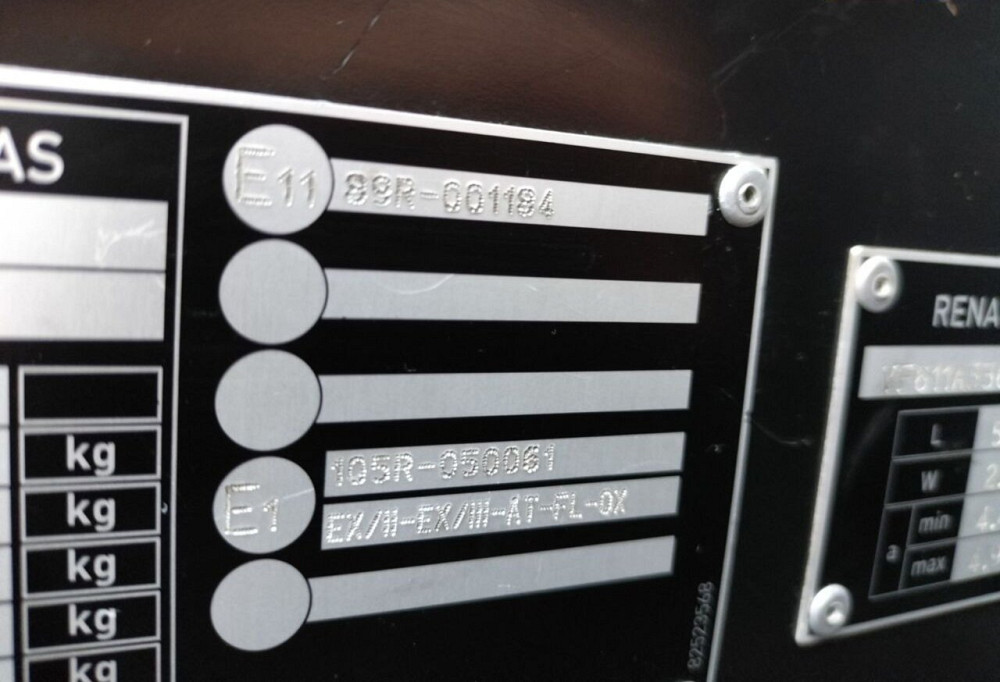 AS
E11 89R-001184
kg
kg
kg
kg
kg
E1 105R-050061
EX/II-EX/III-AT-FL-OX
82523568
RENA
L
W
a
min
max